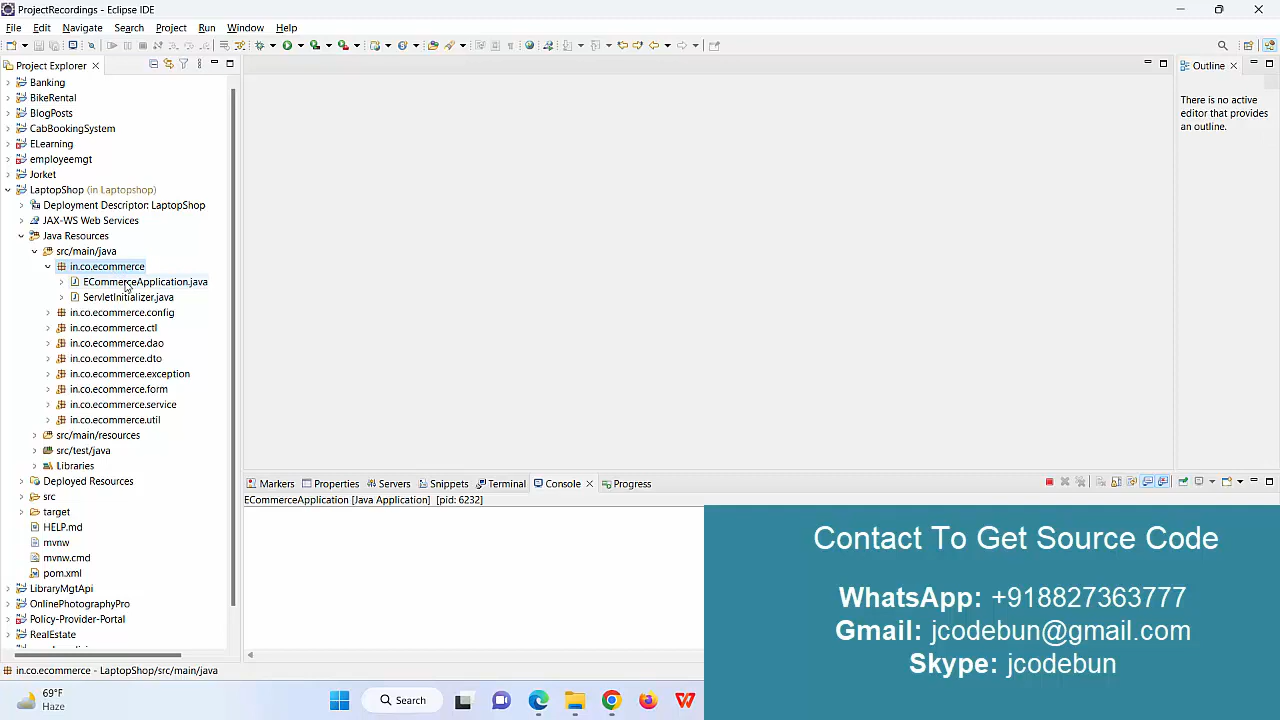 ProjectRecordings - Eclipse IDE
File Edit Navigate Search Project Run Window Help
Project Explorer
Banking
BikeRental
BlogPosts
CabBookingSystem
ELearning
employeemgt
Jorket
LaptopShop (in Laptopshop)
Deployment Descriptor: LaptopShop
JAX-WS Web Services
Java Resources
src/main/java
in.co.ecommerce
ECommerceApplication.java
ServletInitializer.java
in.co.ecommerce.config
in.co.ecommerce.ctl
in.co.ecommerce.dao
in.co.ecommerce.dto
in.co.ecommerce.exception
in.co.ecommerce.form
in.co.ecommerce.service
in.co.ecommerce.util
src/main/resources
src/test/java
Libraries
Deployed Resources
src
target
HELP.md
mvnw
mvnw.cmd
pom.xml
LibraryMgtApi
OnlinePhotographyPro
Policy-Provider-Portal
RealEstate
in.co.ecommerce - LaptopShop/src/main/java
Outline
There is no active
editor that provides
an outline.
Markers Properties Servers Snippets Terminal Console Progress
ECommerceApplication [Java Application] [pid: 6232]
Contact To Get Source Code
WhatsApp: +918827363777
Gmail: jcodebun@gmail.com
Skype: jcodebun
69°F
Haze
Search